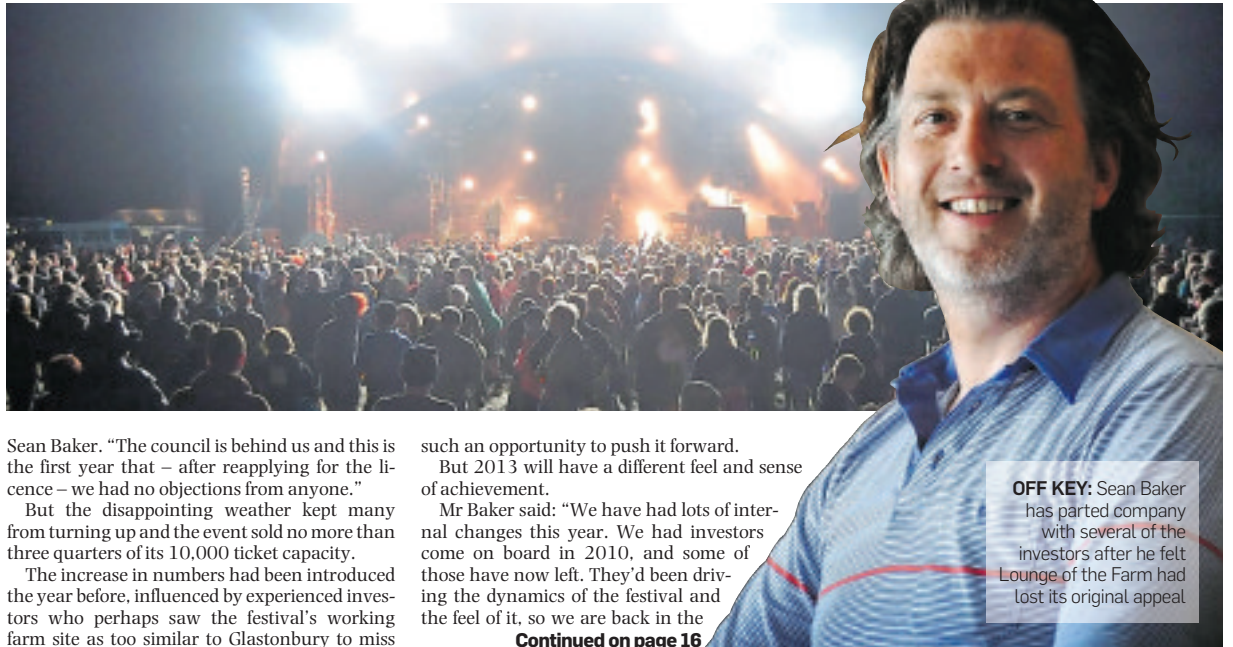 Sean Baker. “The council is behind us and this is
the first year that – after reapplying for the li-
cence – we had no objections from anyone.”
But the disappointing weather kept many
from turning up and the event sold no more than
three quarters of its 10,000 ticket capacity.
The increase in numbers had been introduced
the year before, influenced by experienced inves-
tors who perhaps saw the festival’s working
farm site as too similar to Glastonbury to miss
such an opportunity to push it forward.
But 2013 will have a different feel and sense
of achievement.
Mr Baker said: “We have had lots of inter-
nal changes this year. We had investors
come on board in 2010, and some of
those have now left. They’d been driv-
ing the dynamics of the festival and
the feel of it, so we are back in the
Continued on page 16
OFF KEY: Sean Baker
has parted company
with several of the
investors after he felt
Lounge of the Farm had
lost its original appeal